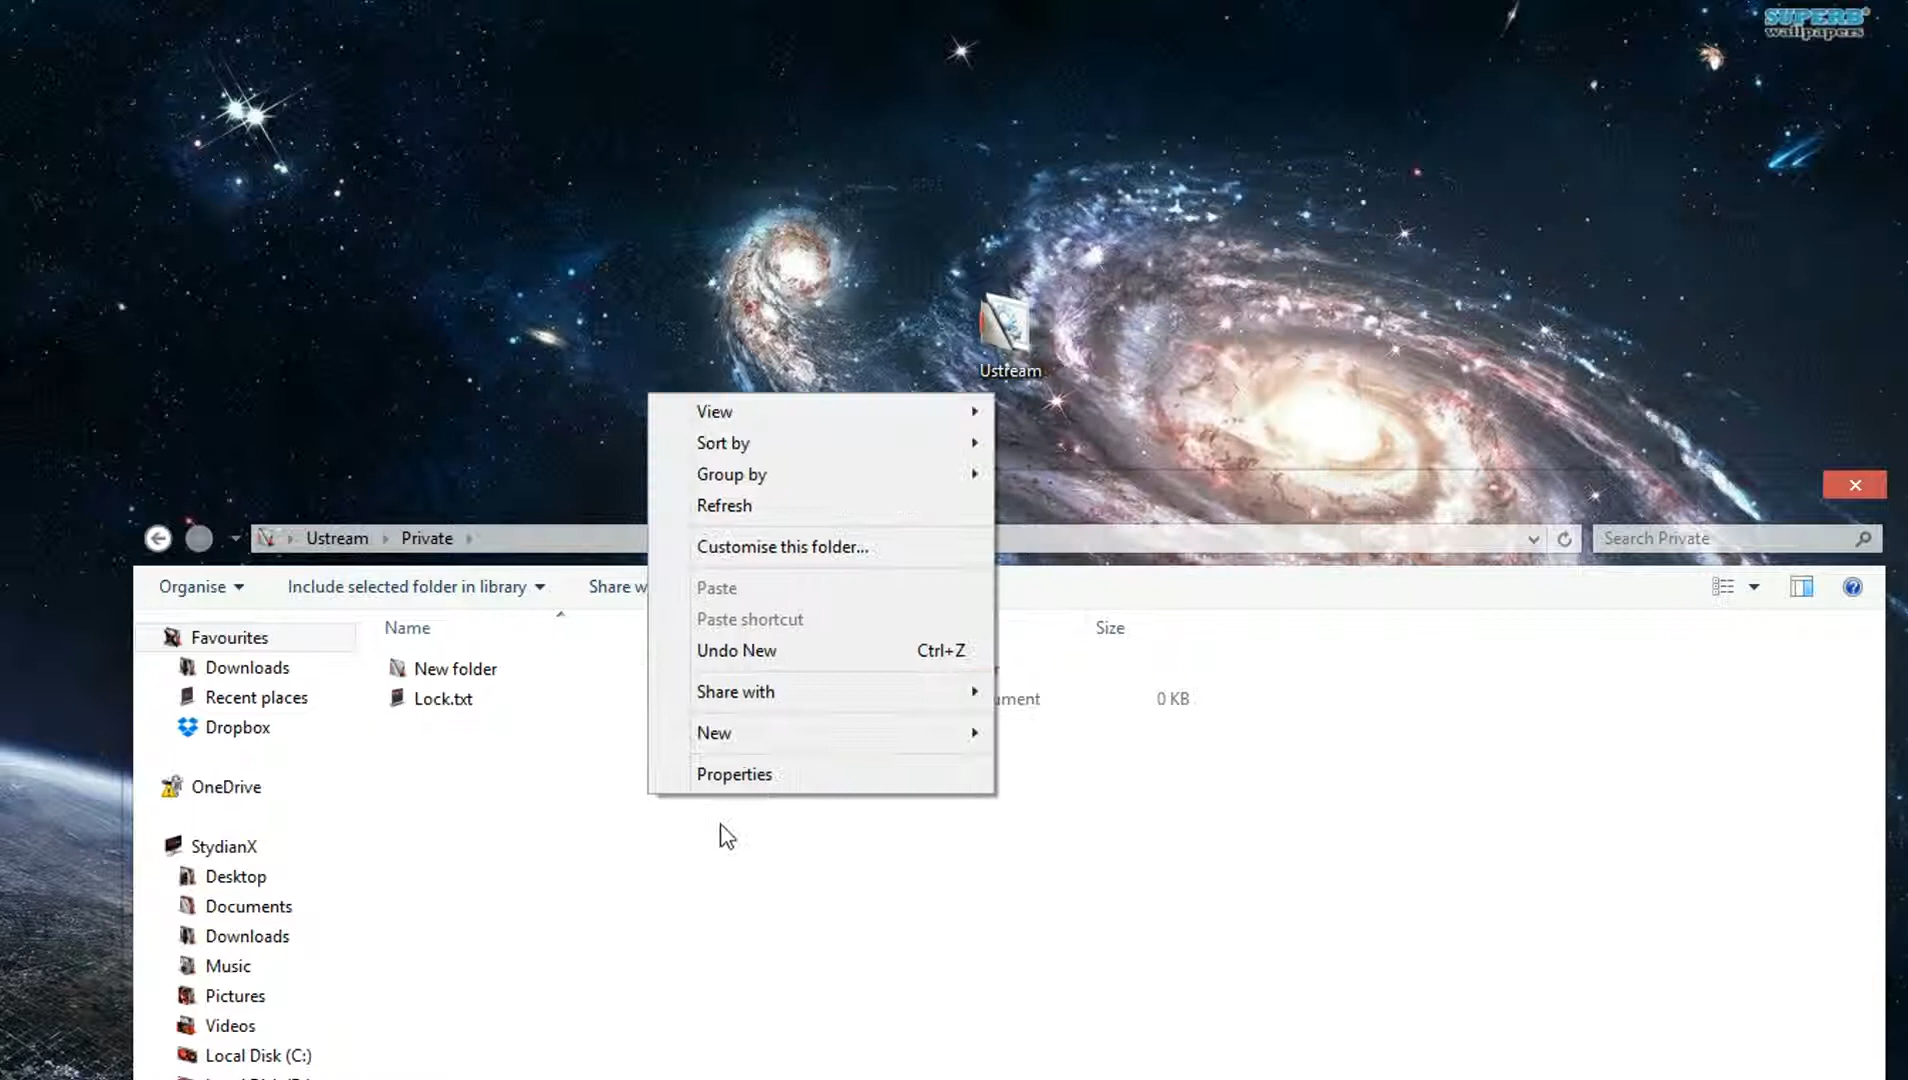 SUPERB
wallpapers
Ustream
View
Sort by
Group by
Refresh
Customise this folder...
Paste
Paste shortcut
Undo New Ctrl+Z
Share with
New
Properties
Ustream Private
Search Private
Organise Include selected folder in library Share w
Name Size
Favourites
Downloads
Recent places
Dropbox
OneDrive
StydianX
Desktop
Documents
Downloads
Music
Pictures
Videos
Local Disk (C:)
New folder
Lock.txt ument 0 KB